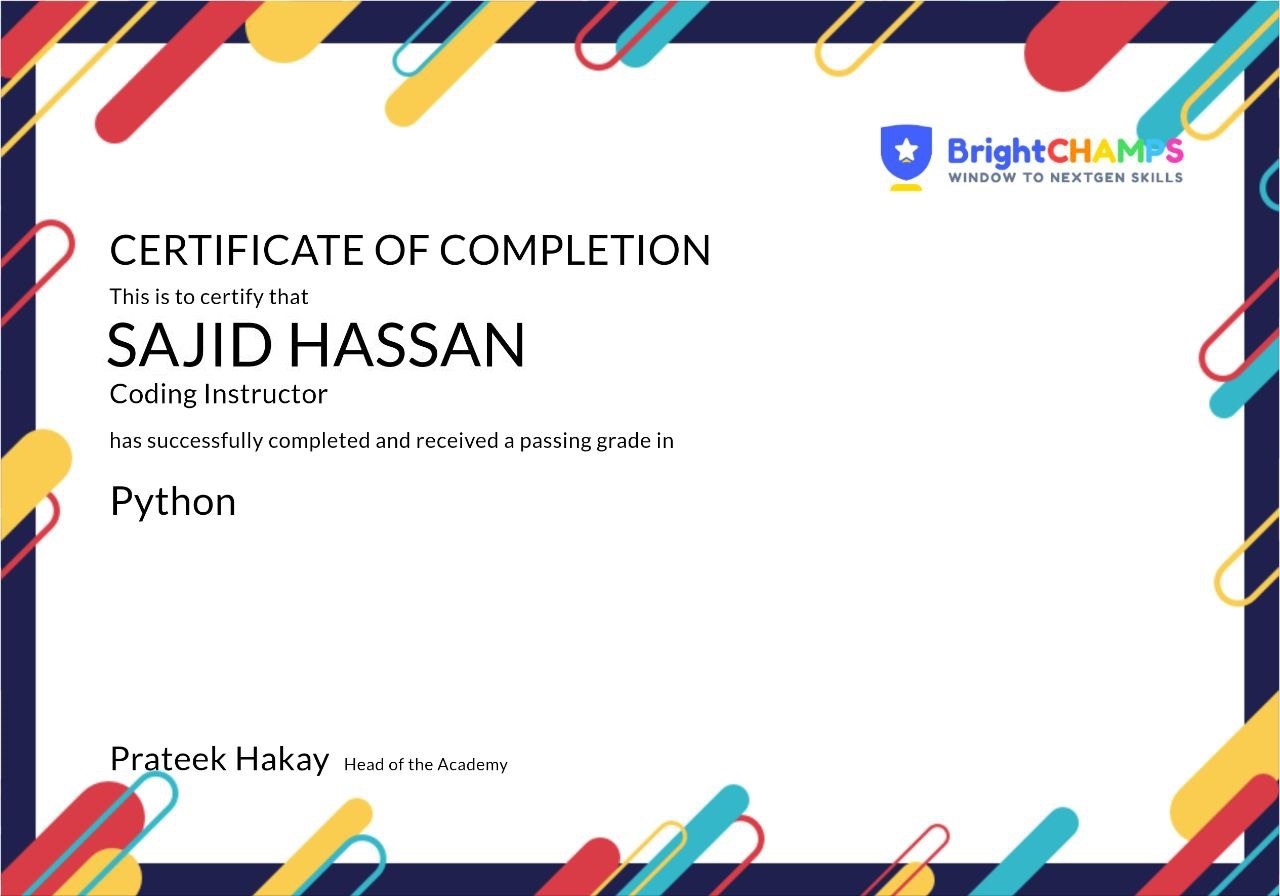 BrightCHAMPS
WINDOW TO NEXTGEN SKILLS
CERTIFICATE OF COMPLETION
This is to certify that
SAJID HASSAN
Coding Instructor
has successfully completed and received a passing grade in
Python
Prateek Hakay Head of the Academy